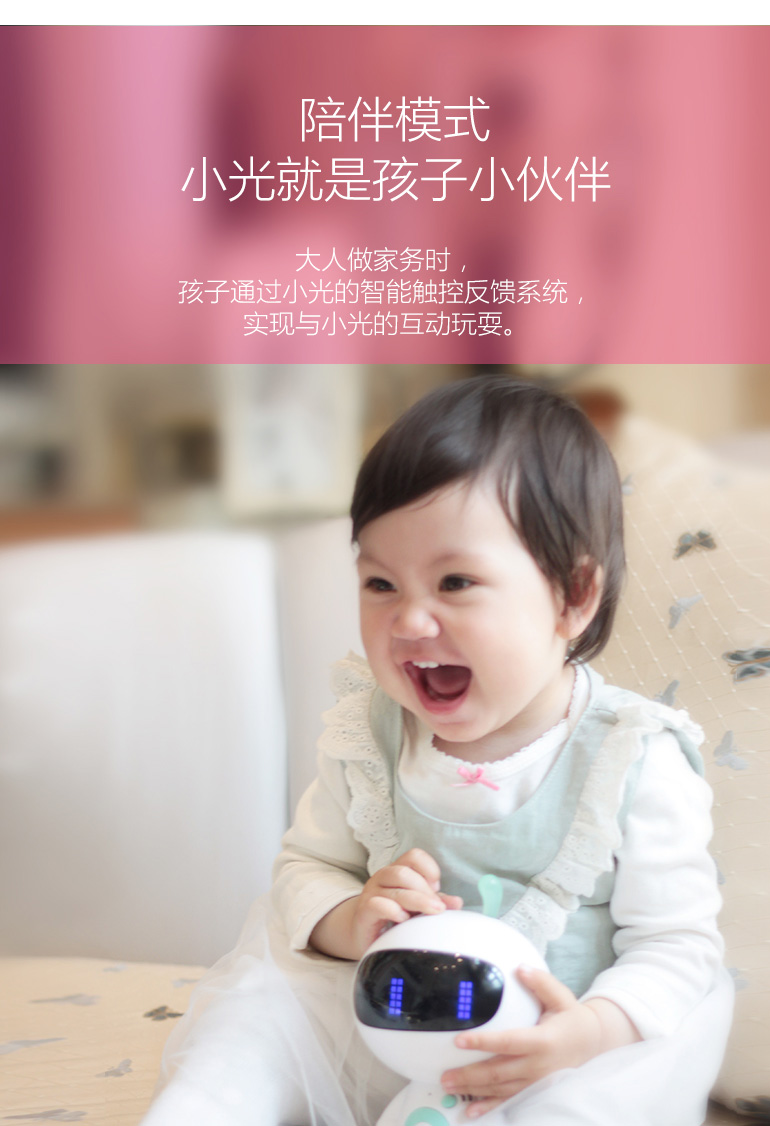 陪伴模式
小光就是孩子小伙伴
大人做家务时，
孩子通过小光的智能触控反馈系统，
实现与小光的互动玩耍。